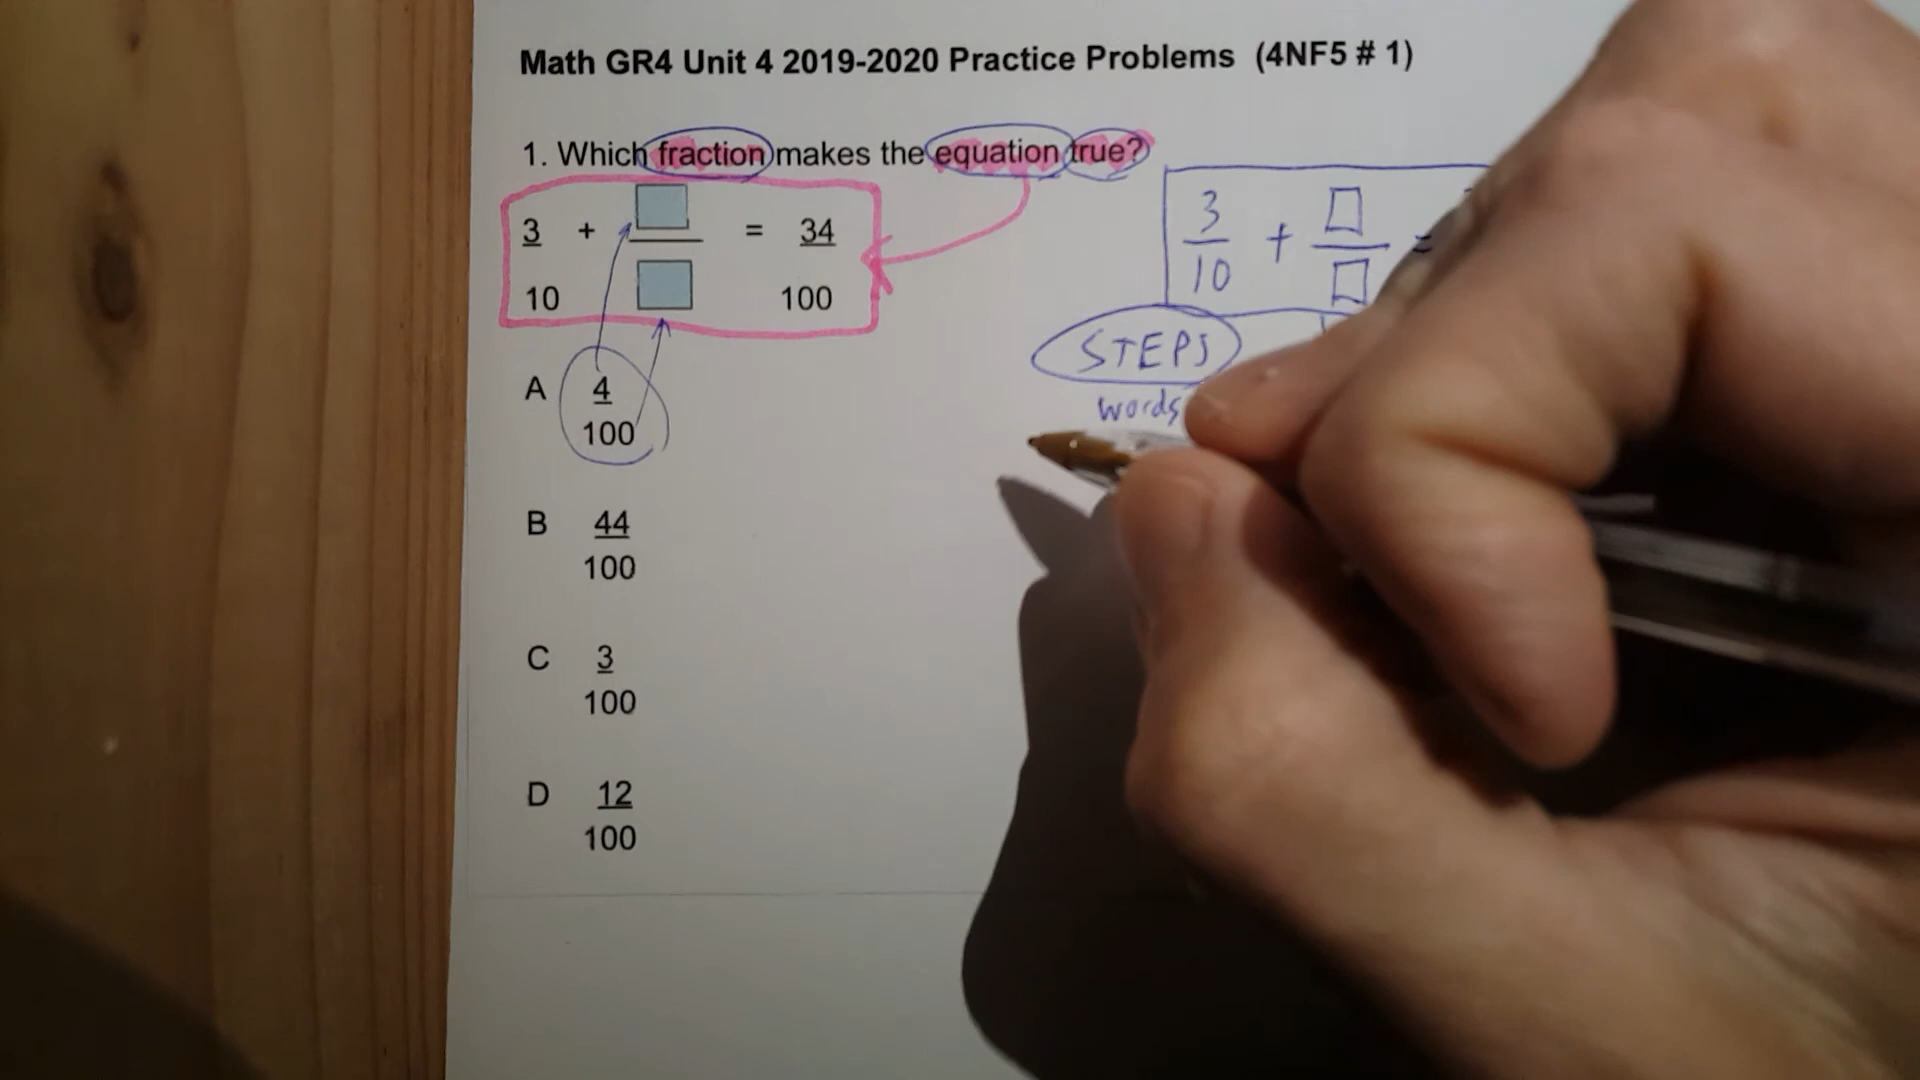 Math GR4 Unit 4 2019-2020 Practice Problems (4NF5 # 1)
1. Which fraction makes the equation true?
3 + = 34
10 100
3 + =
10
STEPS
words
A 4
100
B 44
100
C 3
100
D 12
100